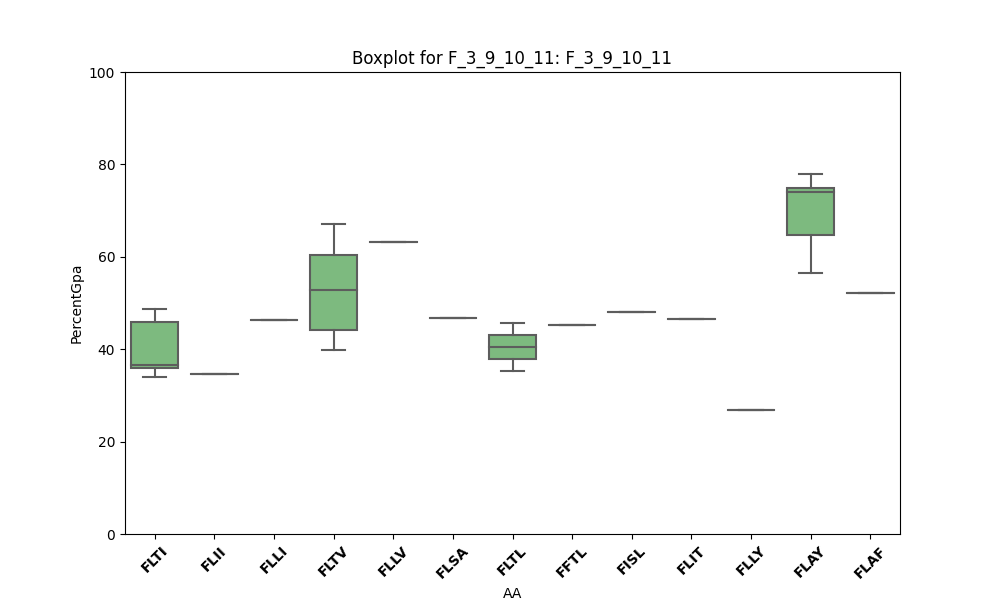 Boxplot for F_3_9_10_11: F_3_9_10_11
100
80
60
40
20
0
PercentGpa
FLTI
FLII
FLLI
FLTV
FLLV
FLSA
FLTL
FFTL
FISL
FLIT
FLLY
FLAY
FLAF
AA